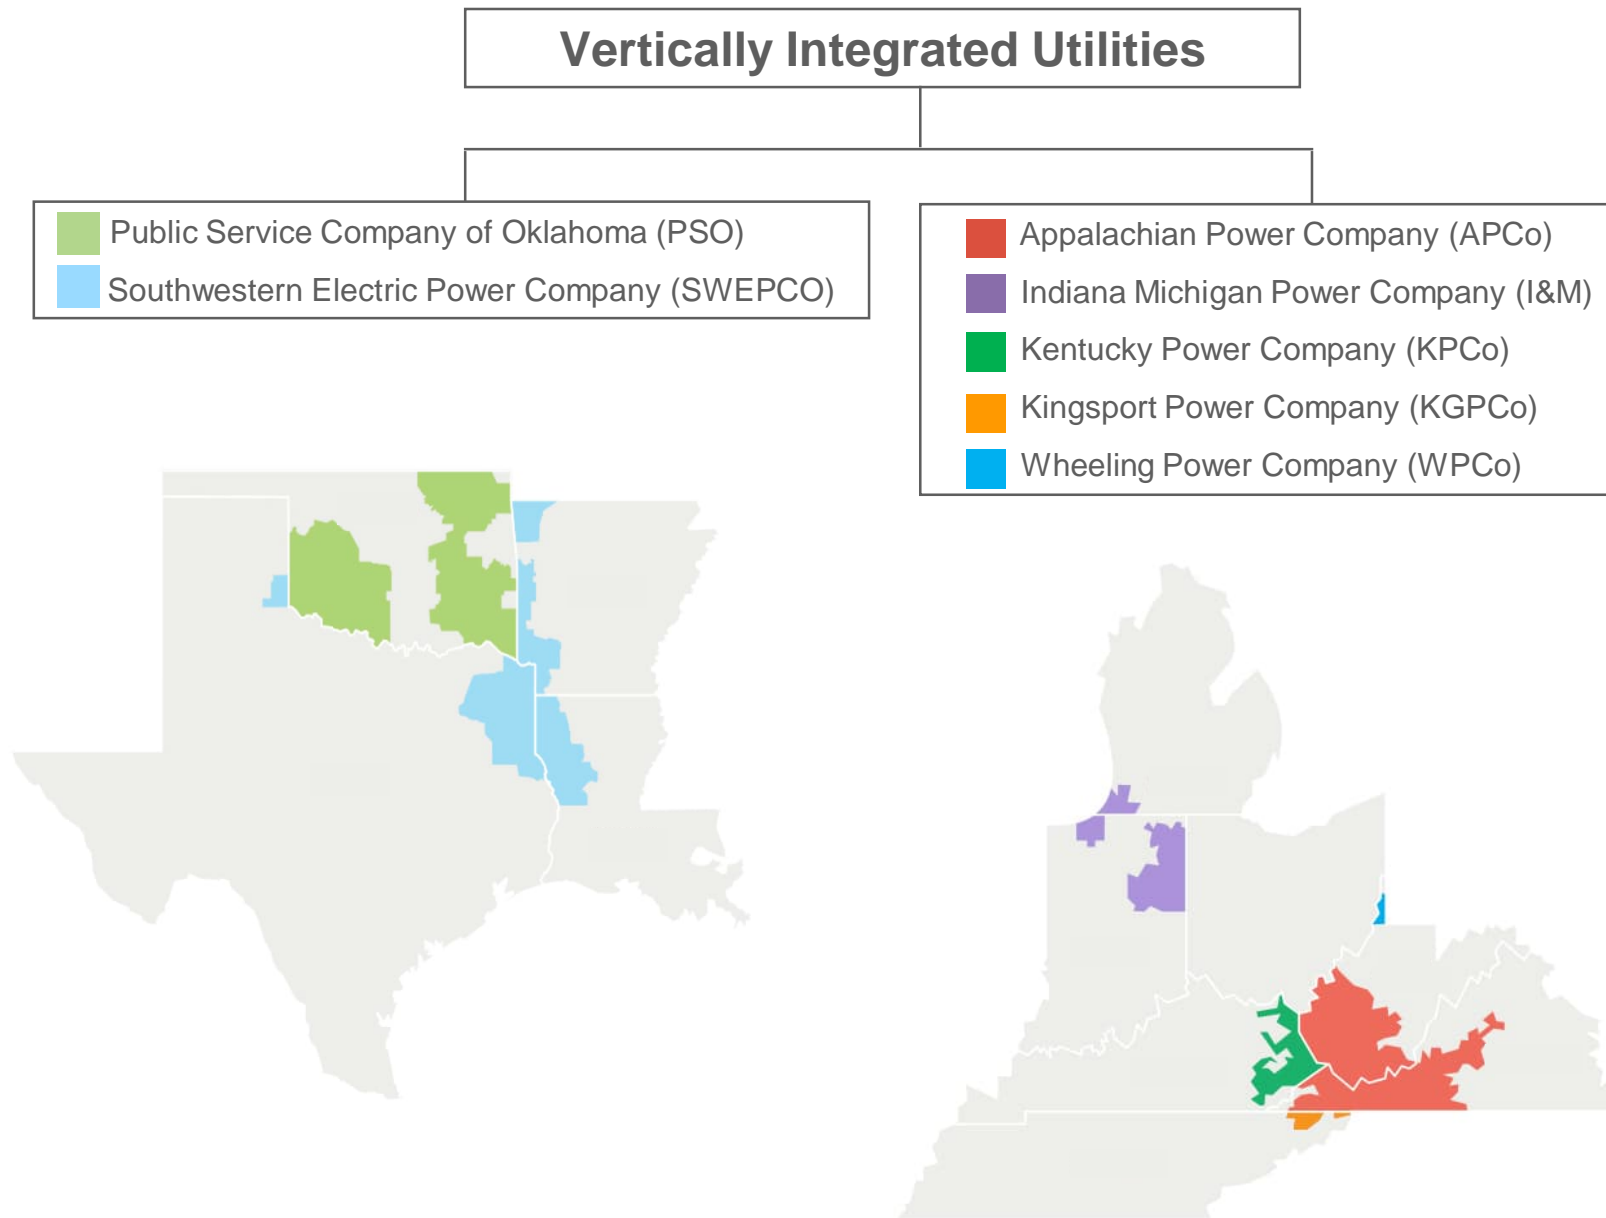 Vertically Integrated Utilities
Public Service Company of Oklahoma (PSO)
Southwestern Electric Power Company (SWEPCO)
Appalachian Power Company (APCo)
Indiana Michigan Power Company (I&M)
Kentucky Power Company (KPCo)
Kingsport Power Company (KGPCo)
Wheeling Power Company (WPCo)